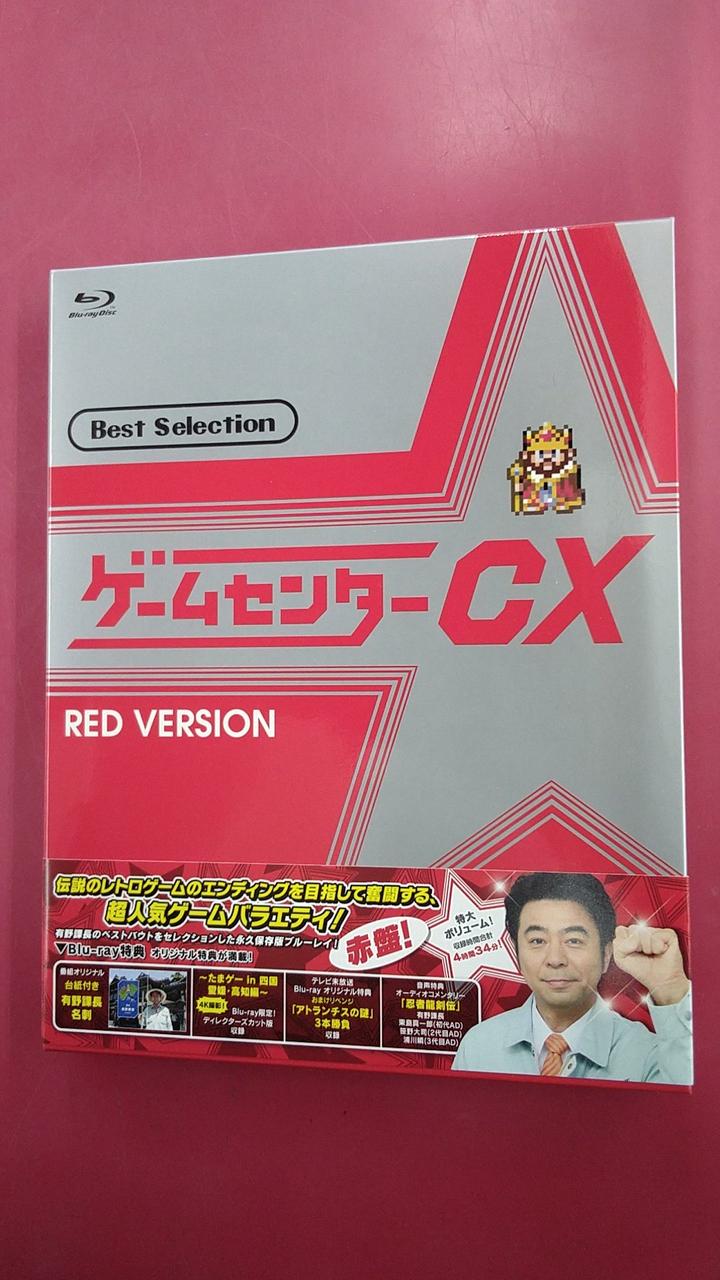 Blu-ray Disc
Best Selection
ゲームセンターCX
RED VERSION
伝説のレトロゲームのエンディングを目指して奮闘する、
超人気ゲームバラエティ!
有野課長のベストバウトをセレクションした永久保存版ブルーレイ!
▼Blu-ray特典 オリジナル特典が満載!
赤盤!
特大
ボリューム!
収録時間合計
4時間34分!
番組オリジナル
台紙付き
有野課長
名刺
〜たまゲー in 四国
愛媛・高知編〜
4K撮影!
Blu-ray限定!
ディレクターズカット版
収録
テレビ未放送
Blu-ray オリジナル特典
おまけリベンジ
「アトランチスの謎」
3本勝負
収録
音声特典
オーディオコメンタリー
「忍者龍剣伝」
有野課長
東島真一郎(初代AD)
笹野大司(2代目AD)
浦川瞬(3代目AD)